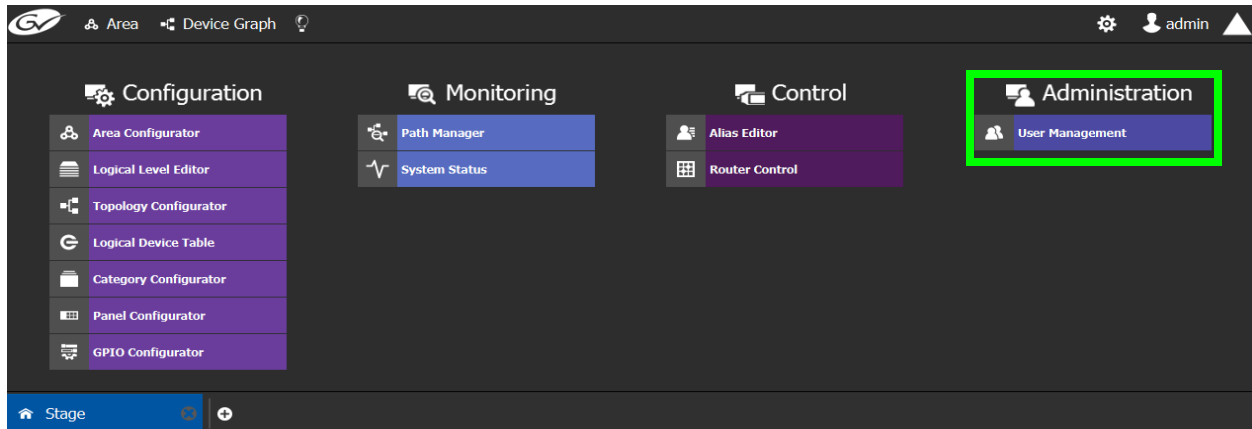 GV Area Device Graph admin
Configuration
Area Configurator
Logical Level Editor
Topology Configurator
Logical Device Table
Category Configurator
Panel Configurator
GPIO Configurator
Monitoring
Path Manager
System Status
Control
Alias Editor
Router Control
Administration
User Management
Stage